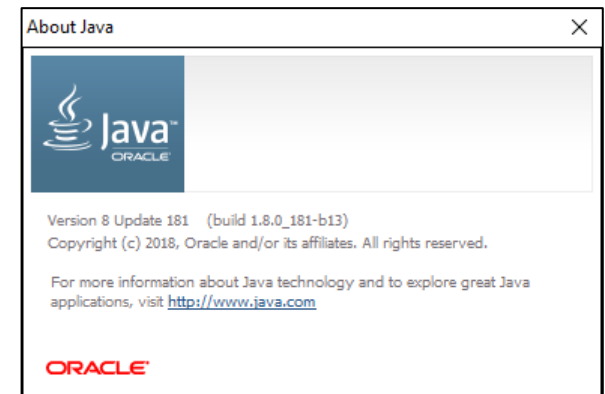 About Java
Java™
ORACLE
Version 8 Update 181 (build 1.8.0_181-b13)
Copyright (c) 2018, Oracle and/or its affiliates. All rights reserved.
For more information about Java technology and to explore great Java
applications, visit http://www.java.com
ORACLE